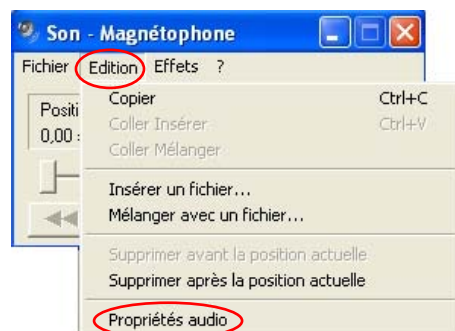 Son - Magnétophone
Fichier Edition Effets ?
Copier Ctrl+C
Coller Insérer Ctrl+V
Coller Mélanger
Positi
0,00 :
Insérer un fichier...
Mélanger avec un fichier...
Supprimer avant la position actuelle
Supprimer après la position actuelle
Propriétés audio